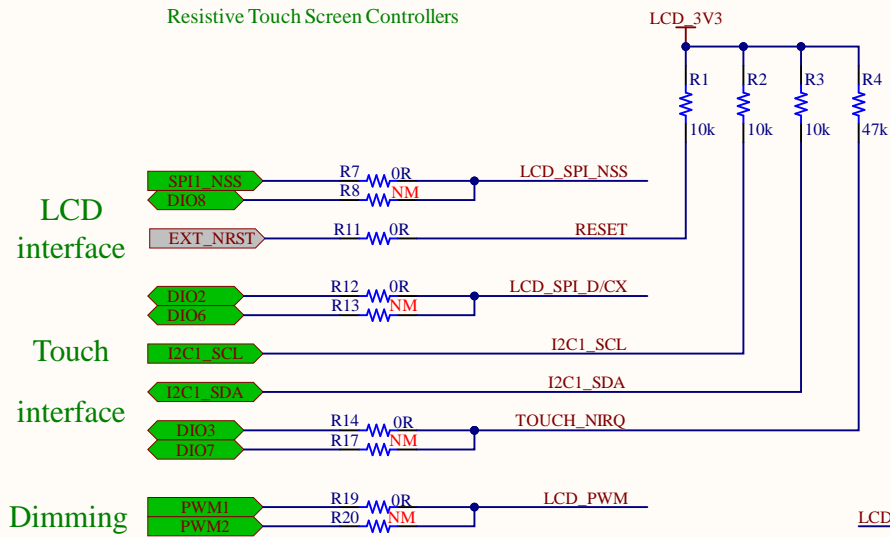 Resistive Touch Screen Controllers
LCD_3V3
R1 R2 R3 R4
10k 10k 10k 47k
SPI1_NSS R7 0R LCD_SPI_NSS
DIO8 R8 NM
LCD
interface
EXT_NRST R11 0R RESET
DIO2 R12 0R LCD_SPI_D/CX
DIO6 R13 NM
Touch
interface
I2C1_SCL I2C1_SCL
I2C1_SDA I2C1_SDA
DIO3 R14 0R TOUCH_NIRQ
DIO7 R17 NM
Dimming
PWM1 R19 0R LCD_PWM
PWM2 R20 NM
LCD